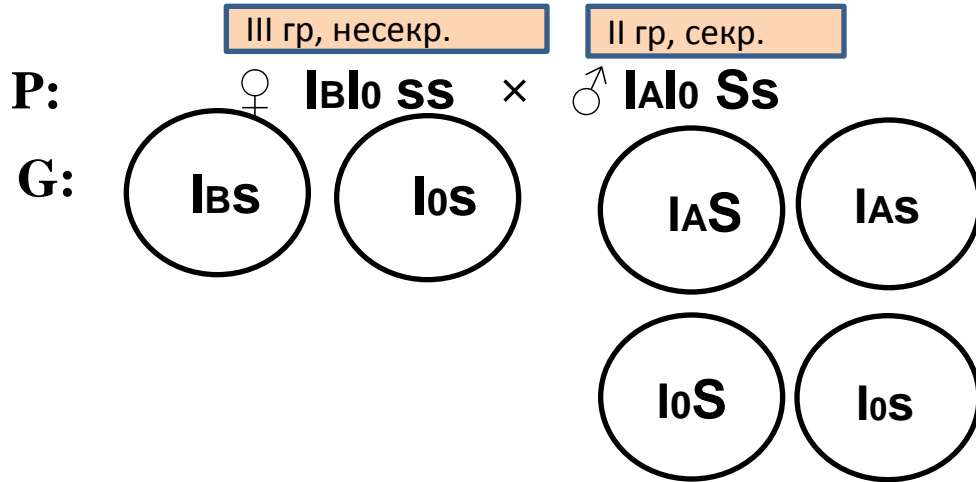 III гр, несекр. II гр, секр.
P: ♀ IBI0 ss × ♂ IAI0 Ss
G: IBs I0s IAS IAs
I0S I0s